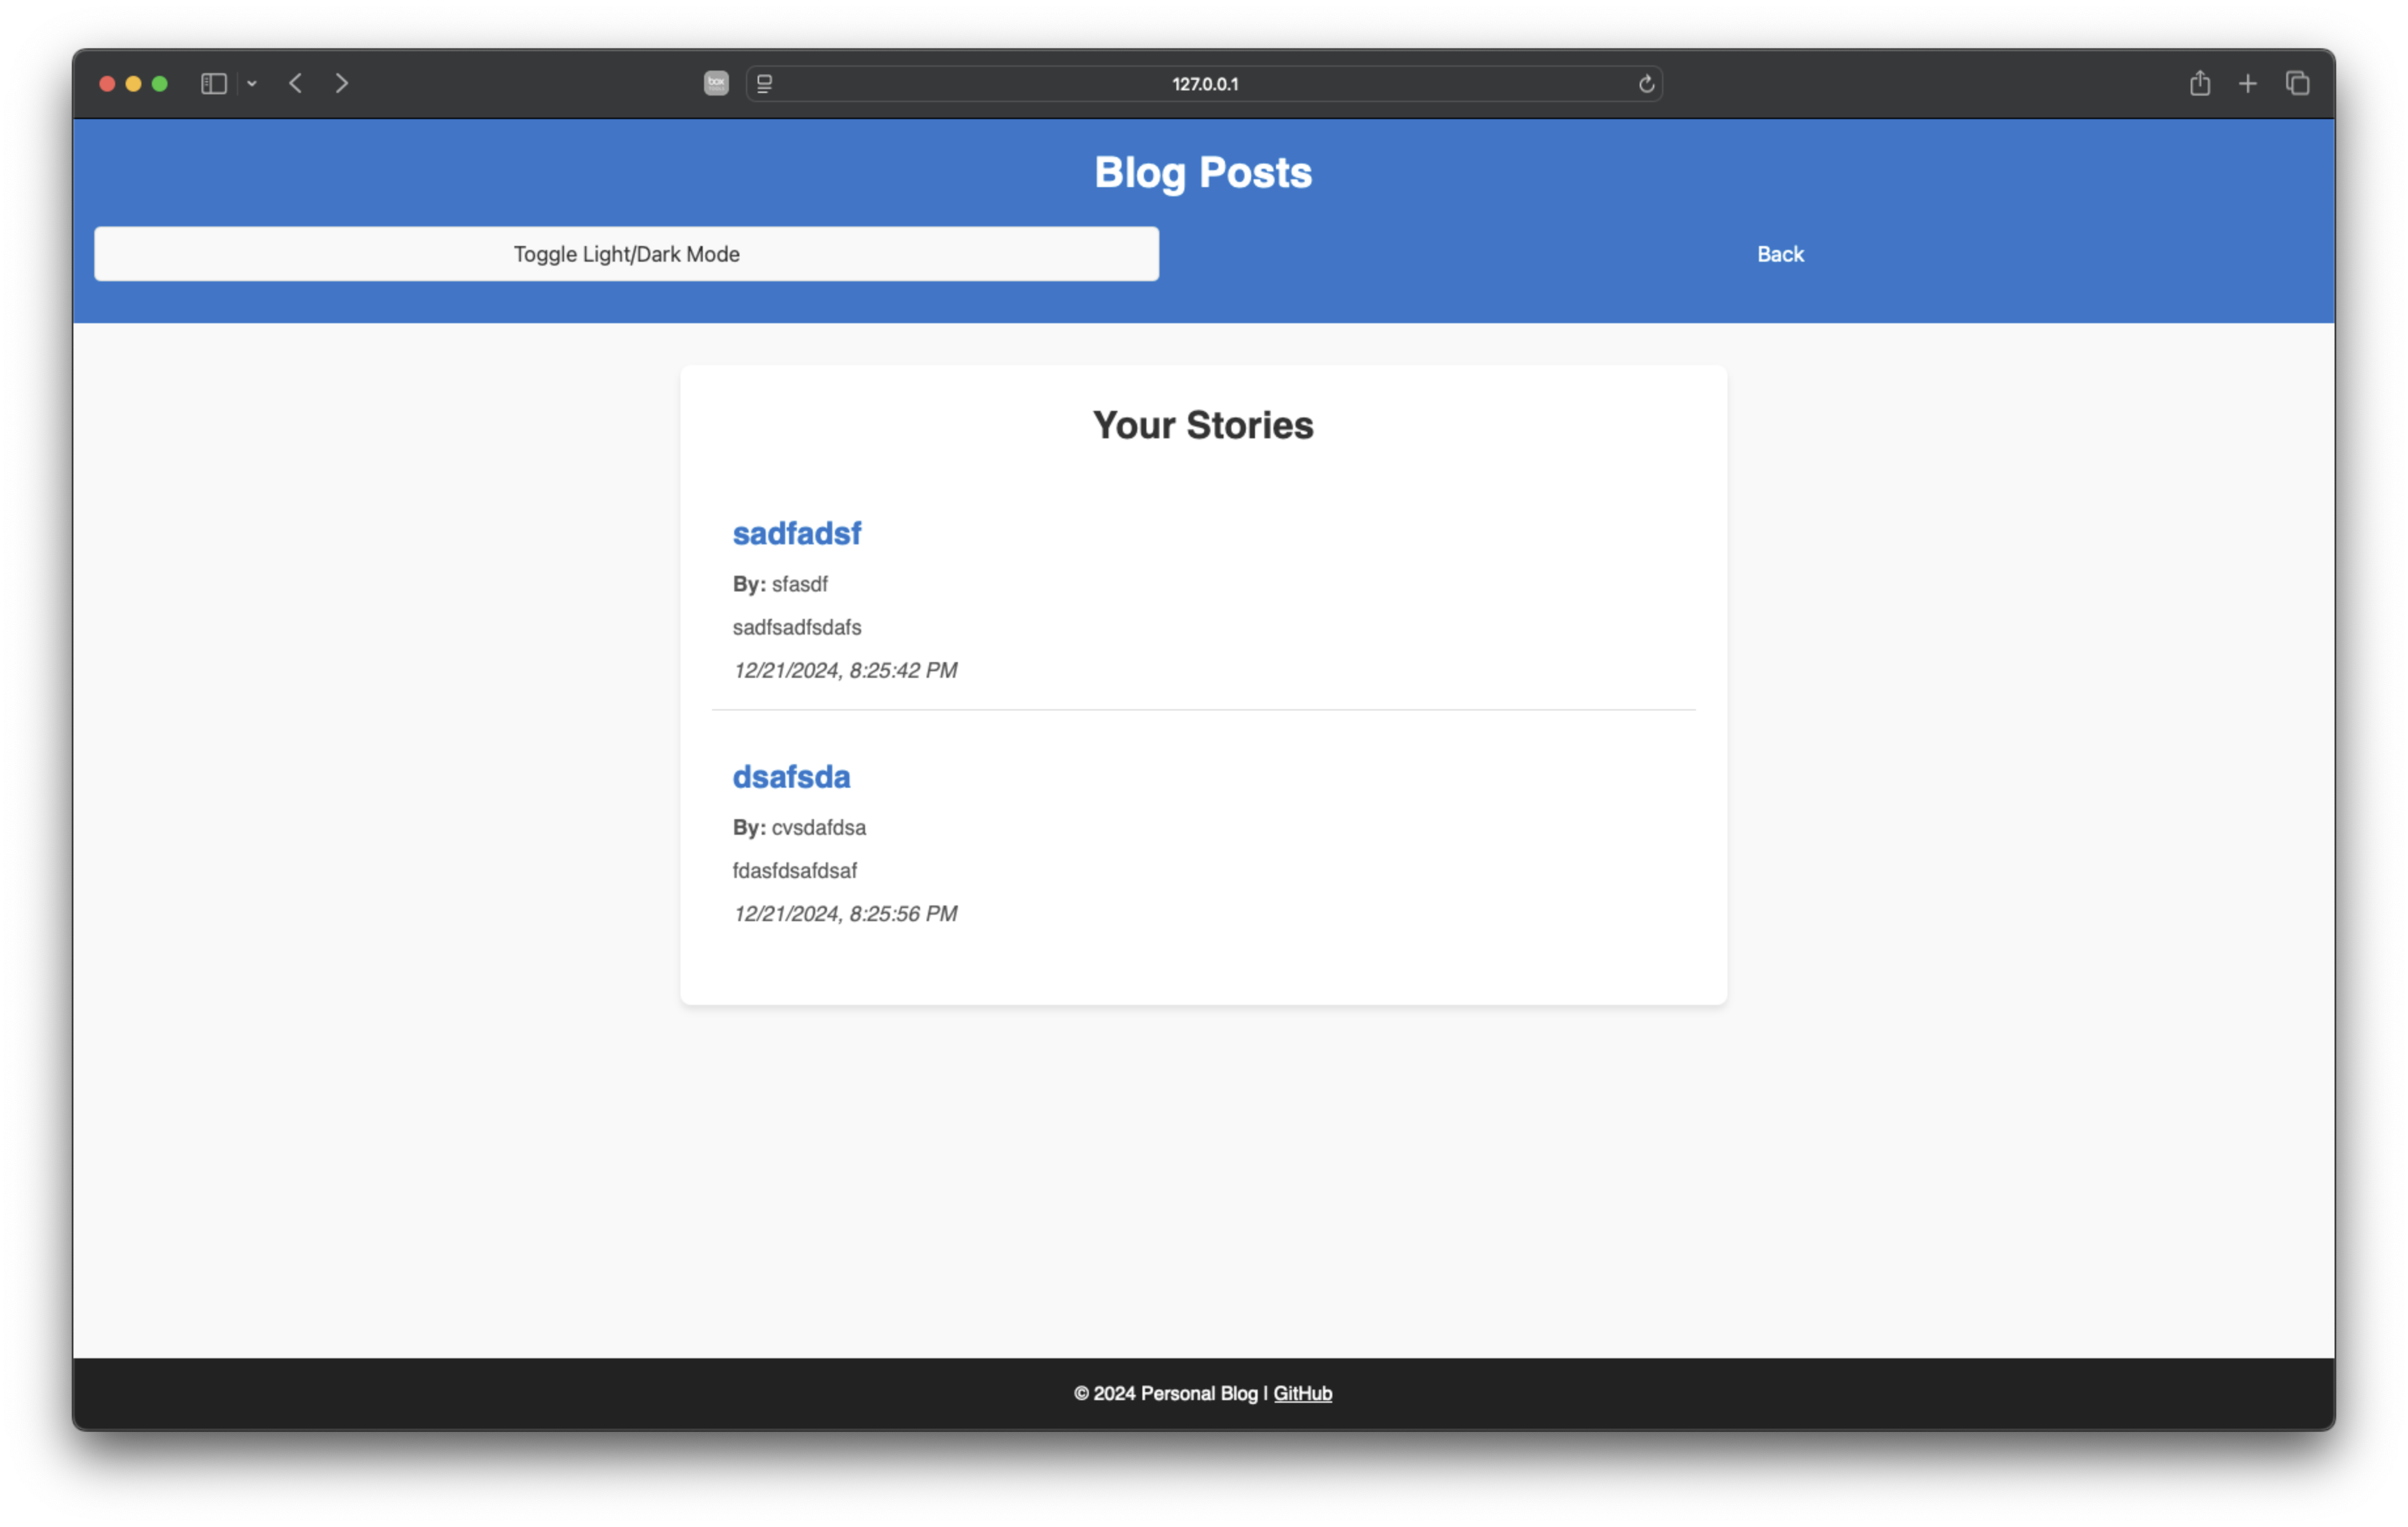 127.0.0.1
Blog Posts
Toggle Light/Dark Mode
Back
Your Stories
sadfadsf
By: sfasdf
sadfsadfsdafs
12/21/2024, 8:25:42 PM
dsafsda
By: cvsdafdsa
fdasfdsafdsaf
12/21/2024, 8:25:56 PM
© 2024 Personal Blog | GitHub